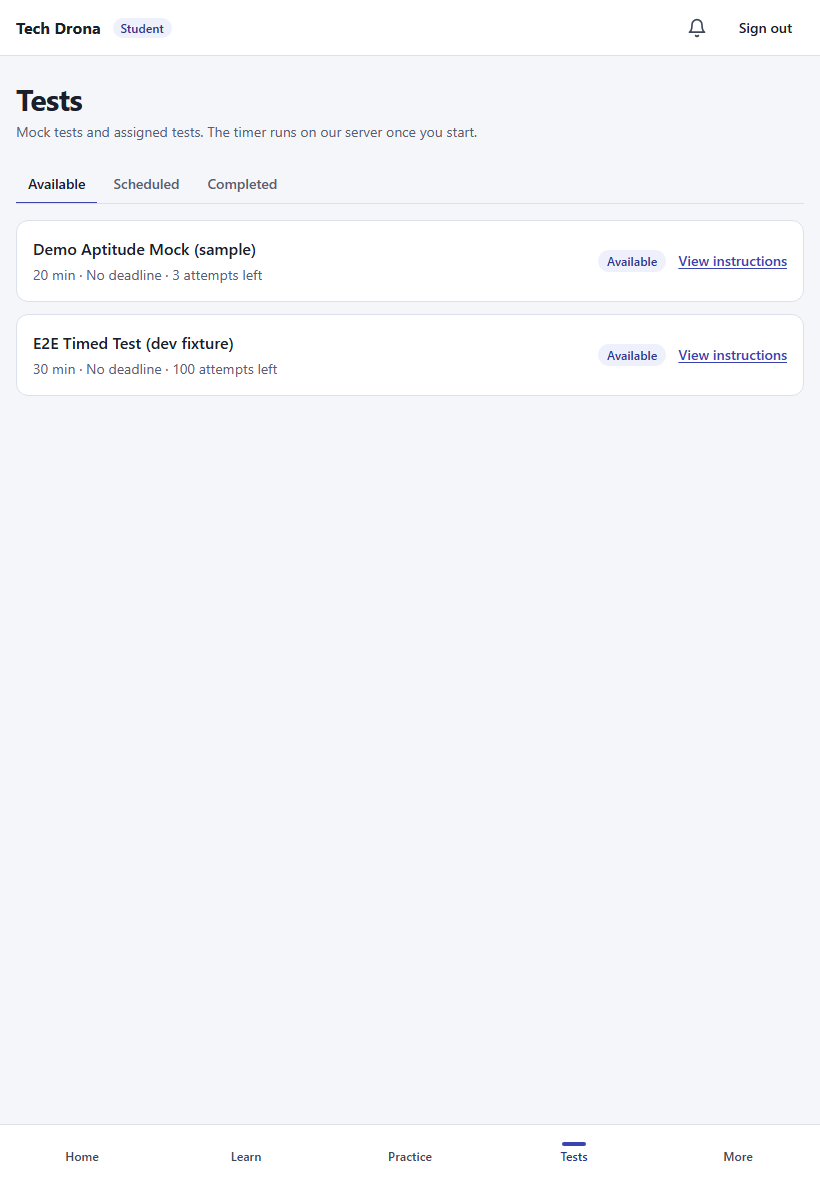 Tech Drona Student Sign out
Tests
Mock tests and assigned tests. The timer runs on our server once you start.
Available Scheduled Completed
Demo Aptitude Mock (sample)
20 min · No deadline · 3 attempts left
Available View instructions
E2E Timed Test (dev fixture)
30 min · No deadline · 100 attempts left
Available View instructions
Home Learn Practice Tests More